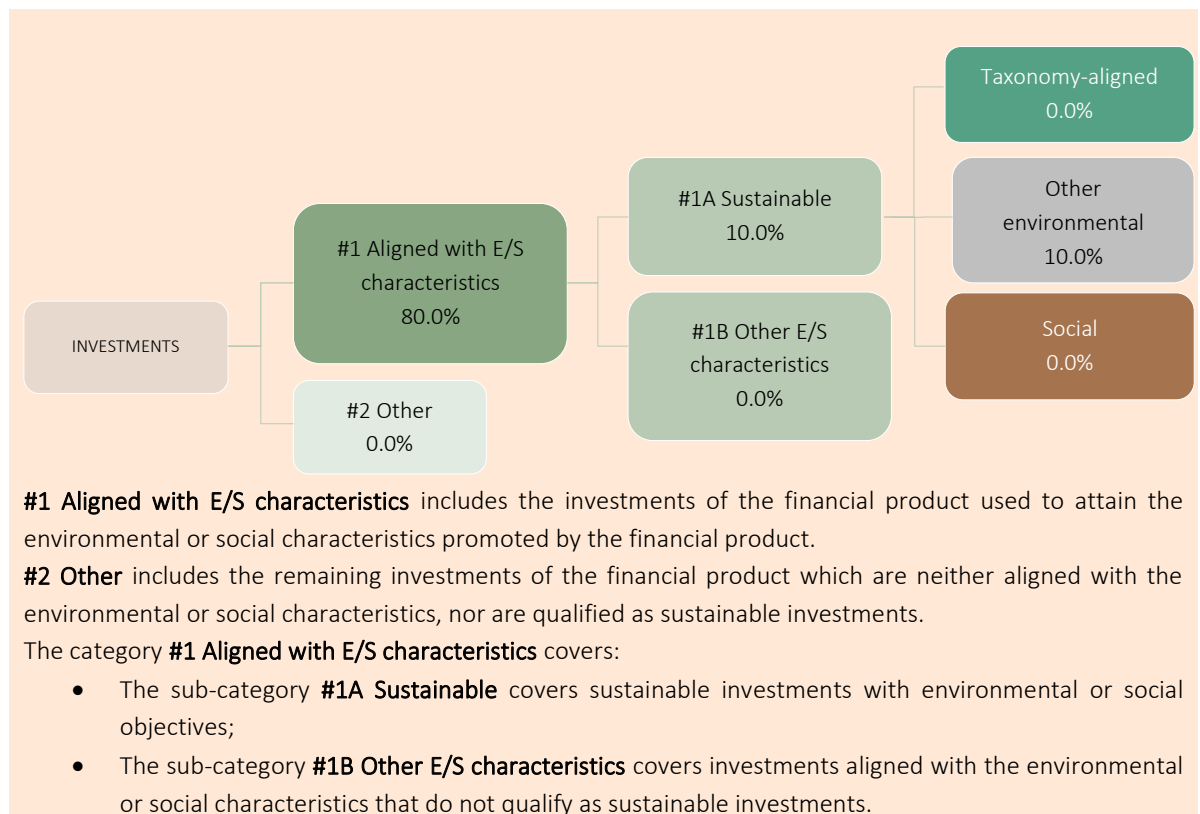 INVESTMENTS
#1 Aligned with E/S
characteristics
80.0%
#2 Other
0.0%
#1A Sustainable
10.0%
#1B Other E/S
characteristics
0.0%
Taxonomy-aligned
0.0%
Other
environmental
10.0%
Social
0.0%
#1 Aligned with E/S characteristics includes the investments of the financial product used to attain the
environmental or social characteristics promoted by the financial product.
#2 Other includes the remaining investments of the financial product which are neither aligned with the
environmental or social characteristics, nor are qualified as sustainable investments.
The category #1 Aligned with E/S characteristics covers:
• The sub-category #1A Sustainable covers sustainable investments with environmental or social
objectives;
• The sub-category #1B Other E/S characteristics covers investments aligned with the environmental
or social characteristics that do not qualify as sustainable investments.